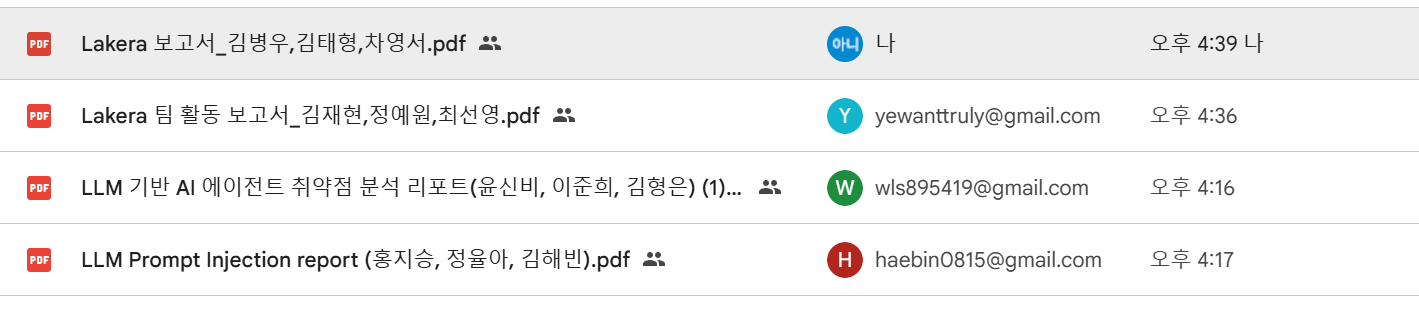 PDF Lakera 보고서_김병우,김태형,차영서.pdf 아니 나 오후 4:39 나
PDF Lakera 팀 활동 보고서_김재현,정예원,최선영.pdf Y yewanttruly@gmail.com 오후 4:36
PDF LLM 기반 AI 에이전트 취약점 분석 리포트(윤신비, 이준희, 김형은) (1)... W wls895419@gmail.com 오후 4:16
PDF LLM Prompt Injection report (홍지승, 정율아, 김해빈).pdf H haebin0815@gmail.com 오후 4:17